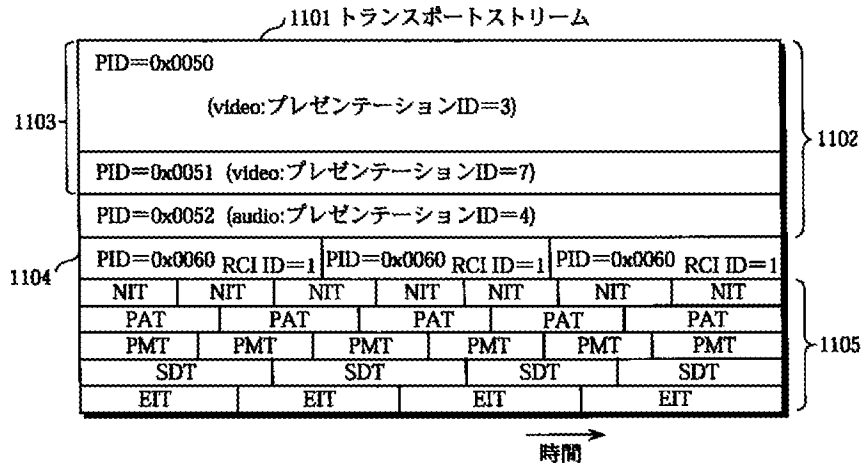 1101 トランスポートストリーム
PID=0x0050
(video:プレゼンテーションID=3)
1103
1102
PID=0x0051 (video:プレゼンテーションID=7)
PID=0x0052 (audio:プレゼンテーションID=4)
1104
PID=0x0060 RCI ID=1 PID=0x0060 RCI ID=1 PID=0x0060 RCI ID=1
NIT NIT NIT NIT NIT NIT NIT
PAT PAT PAT PAT PAT
1105
PMT PMT PMT PMT PMT PMT
SDT SDT SDT SDT
EIT EIT EIT EIT
時間